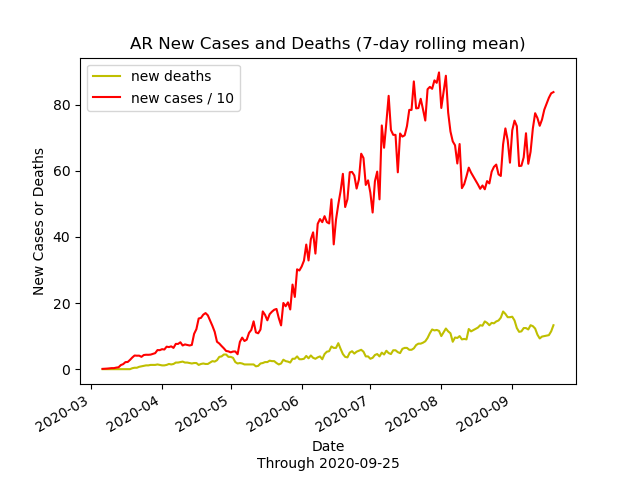 AR New Cases and Deaths (7-day rolling mean)
new deaths
new cases / 10
80
60
40
20
0
New Cases or Deaths
2020-03
2020-04
2020-05
2020-06
2020-07
2020-08
2020-09
Date
Through 2020-09-25